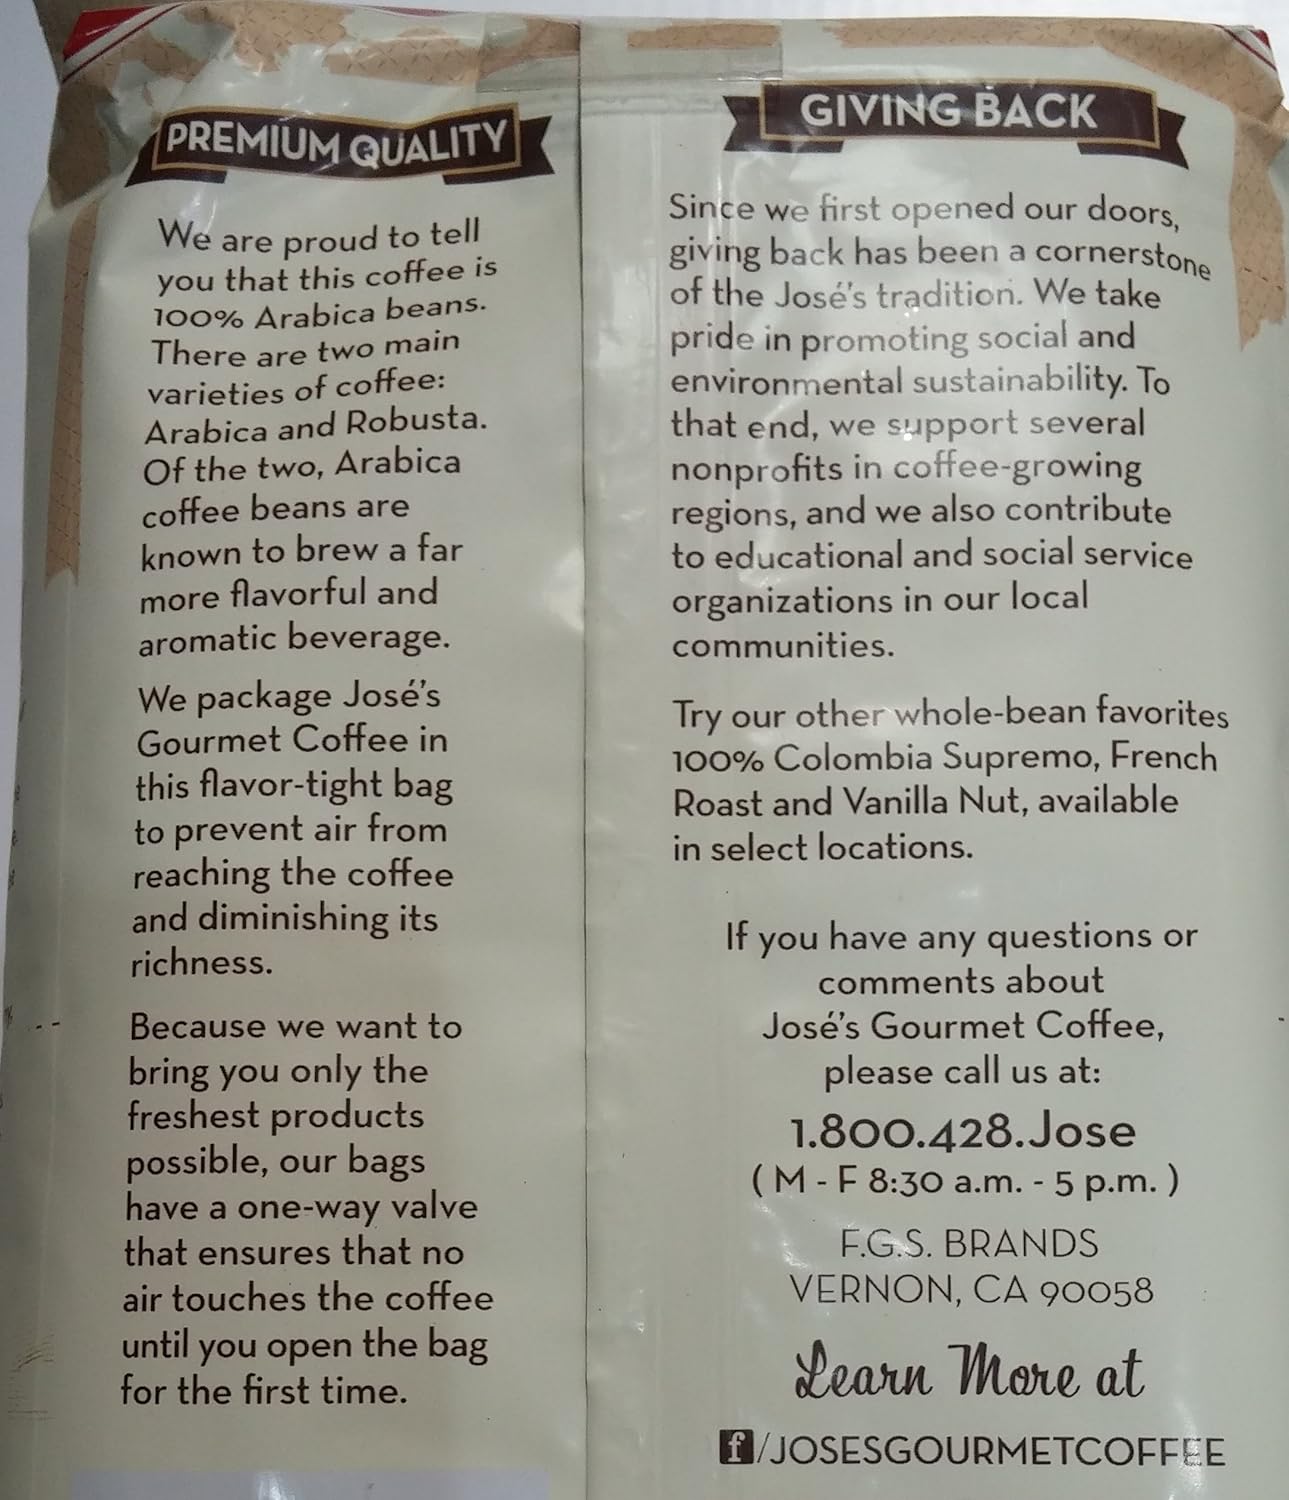 PREMIUM QUALITY
We are proud to tell
you that this coffee is
100% Arabica beans.
There are two main
varieties of coffee:
Arabica and Robusta.
Of the two, Arabica
coffee beans are
known to brew a far
more flavorful and
aromatic beverage.
We package José's
Gourmet Coffee in
this flavor-tight bag
to prevent air from
reaching the coffee
and diminishing its
richness.
Because we want to
bring you only the
freshest products
possible, our bags
have a one-way valve
that ensures that no
air touches the coffee
until you open the bag
for the first time.
GIVING BACK
Since we first opened our doors,
giving back has been a cornerstone
of the José's tradition. We take
pride in promoting social and
environmental sustainability. To
that end, we support several
nonprofits in coffee-growing
regions, and we also contribute
to educational and social service
organizations in our local
communities.
Try our other whole-bean favorites
100% Colombia Supremo, French
Roast and Vanilla Nut, available
in select locations.
If you have any questions or
comments about
José's Gourmet Coffee,
please call us at:
1.800.428.Jose
( M - F 8:30 a.m. - 5 p.m. )
F.G.S. BRANDS
VERNON, CA 90058
Learn More at
f/JOSESGOURMETCOFFEE